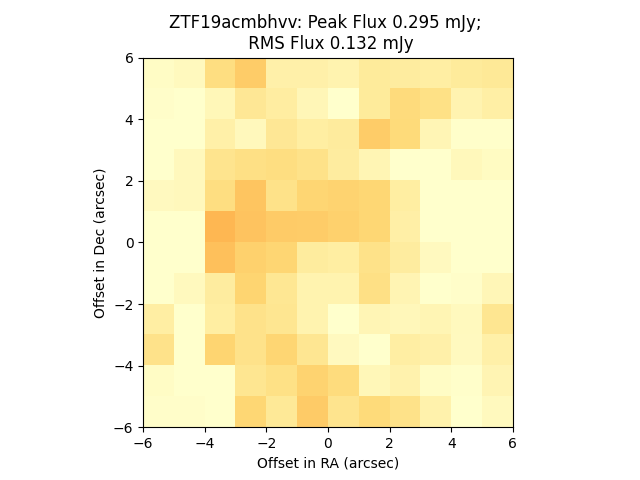 ZTF19acmbhvv: Peak Flux 0.295 mJy;
RMS Flux 0.132 mJy
6
4
2
0
−2
−4
−6
Offset in Dec (arcsec)
−6 −4 −2 0 2 4 6
Offset in RA (arcsec)